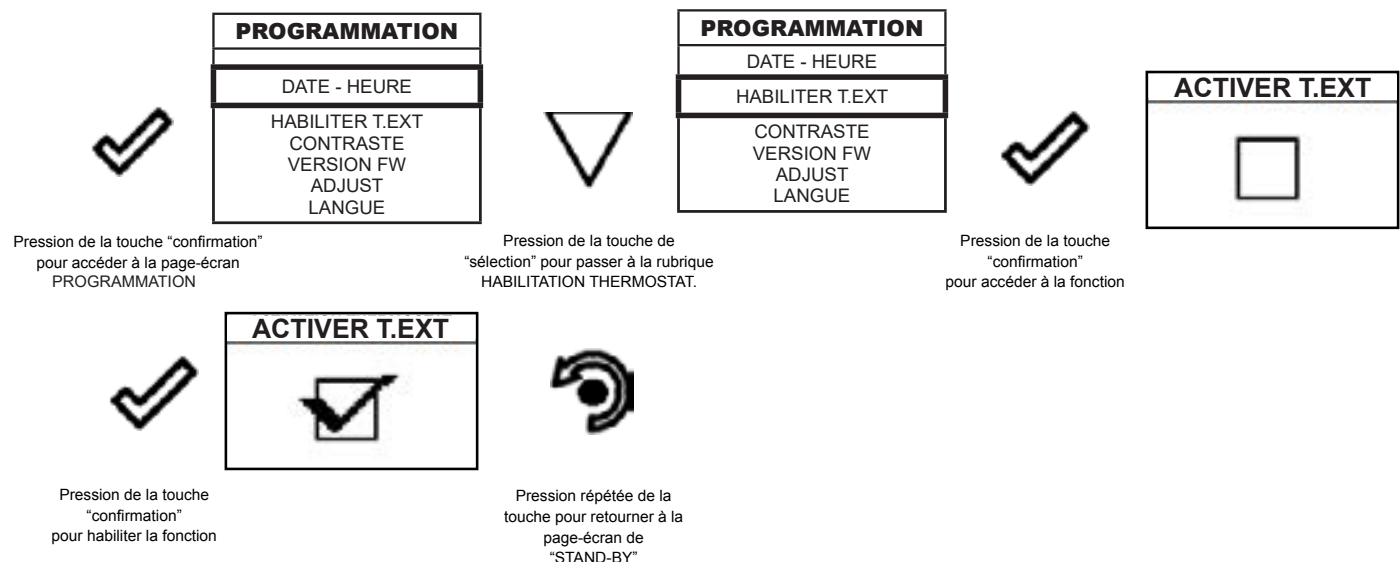 PROGRAMMATION
DATE - HEURE
HABILITER T.EXT
CONTRASTE
VERSION FW
ADJUST
LANGUE
Pression de la touche “confirmation”
pour accéder à la page-écran
PROGRAMMATION
PROGRAMMATION
DATE - HEURE
HABILITER T.EXT
CONTRASTE
VERSION FW
ADJUST
LANGUE
Pression de la touche de
“sélection” pour passer à la rubrique
HABILITATION THERMOSTAT.
ACTIVER T.EXT
Pression de la touche
“confirmation”
pour accéder à la fonction
ACTIVER T.EXT
Pression de la touche
“confirmation”
pour habiliter la fonction
Pression répétée de la
touche pour retourner à la
page-écran de
“STAND-BY”